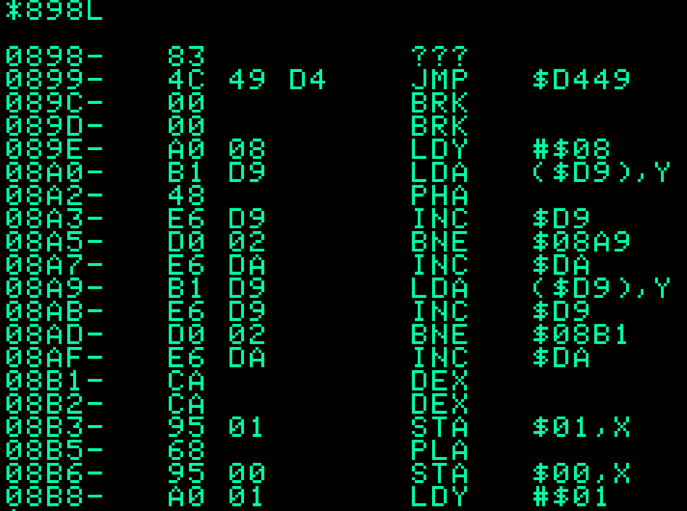 *898L
0898- 83 ???
0899- 4C 49 D4 JMP $D449
089C- 00 BRK
089D- 00 BRK
089E- A0 08 LDY #$08
08A0- B1 D9 LDA ($D9),Y
08A2- 48 PHA
08A3- E6 D9 INC $D9
08A5- D0 02 BNE $08A9
08A7- E6 DA INC $DA
08A9- B1 D9 LDA ($D9),Y
08AB- E6 D9 INC $D9
08AD- D0 02 BNE $08B1
08AF- E6 DA INC $DA
08B1- CA DEX
08B2- CA DEX
08B3- 95 01 STA $01,X
08B5- 68 PLA
08B6- 95 00 STA $00,X
08B8- A0 01 LDY #$01